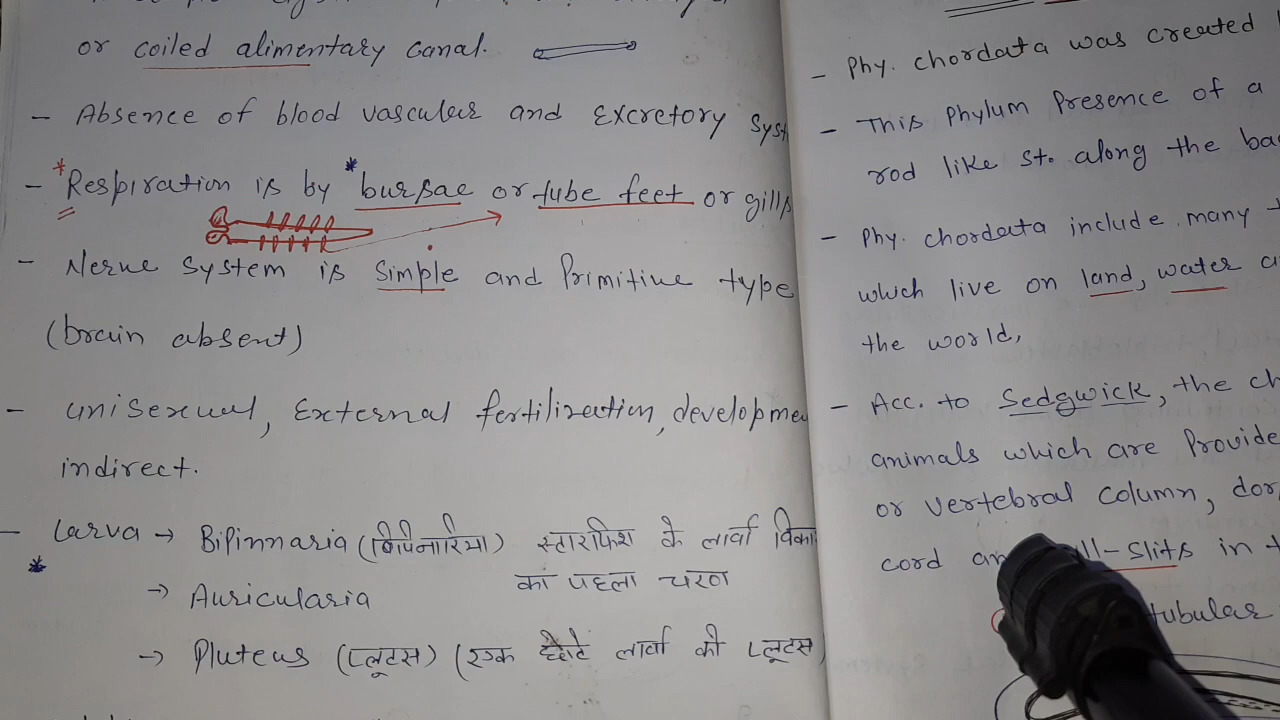 or coiled alimentary canal.
- Absence of blood vascular and Excretory Syst
- *Respiration is by *bursae or tube feet or gills
- Nerve System is Simple and Primitive type
(brain absent)
- unisexual, External fertilization, developme
indirect.
- Larva → Bipinnaria (बिपिनारिया) स्टारफिश के लार्वा विका
का पहला चरण
→ Auricularia
→ Pluteus (प्लूटस) (एक छोटे लार्वा की प्लूटस)
- Phy. chordata was created
- This Phylum Presence of a
rod like st. along the ba
- Phy. chordata include many
which live on land, water a
the world,
- Acc. to Sedgwick, the ch
animals which are Provide
or vertebral column, dor
cord an ll-slits in t
tubular